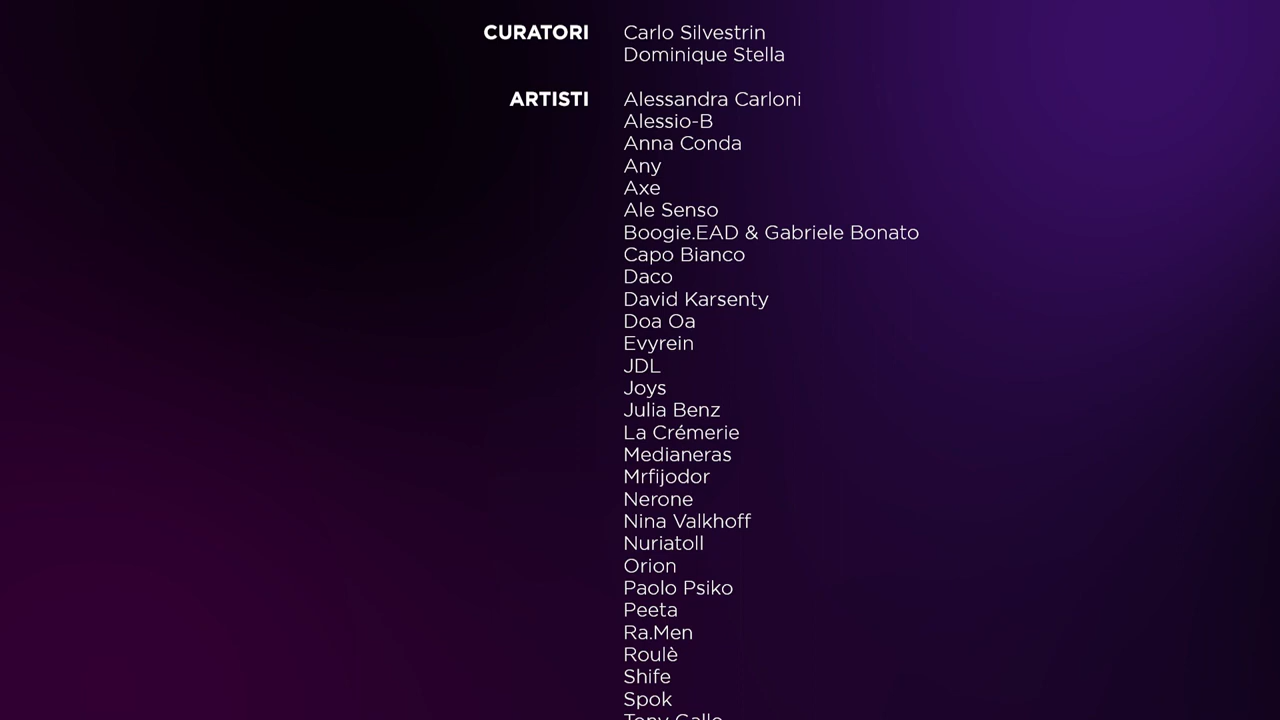 CURATORI Carlo Silvestrin
Dominique Stella
ARTISTI Alessandra Carloni
Alessio-B
Anna Conda
Any
Axe
Ale Senso
Boogie.EAD & Gabriele Bonato
Capo Bianco
Daco
David Karsenty
Doa Oa
Evyrein
JDL
Joys
Julia Benz
La Crémerie
Medianeras
Mrfijodor
Nerone
Nina Valkhoff
Nuriatoll
Orion
Paolo Psiko
Peeta
Ra.Men
Roulè
Shife
Spok